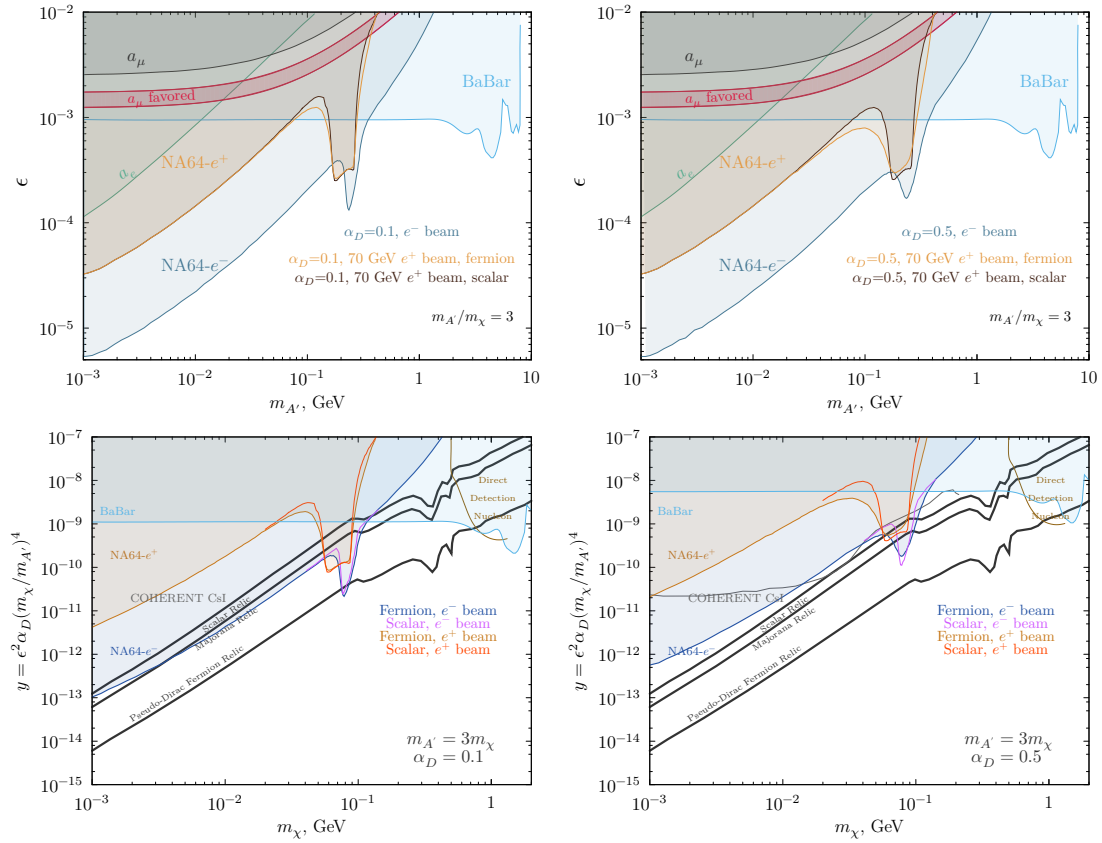 10⁻²
10⁻³
10⁻⁴
10⁻⁵
ϵ
a_μ
a_μ favored
a_e
NA64-e⁺
NA64-e⁻
BaBar
α_D=0.1, e⁻ beam
α_D=0.1, 70 GeV e⁺ beam, fermion
α_D=0.1, 70 GeV e⁺ beam, scalar
m_A′/m_χ = 3
10⁻³ 10⁻² 10⁻¹ 1 10
m_A′, GeV
10⁻²
10⁻³
10⁻⁴
10⁻⁵
ϵ
a_μ
a_μ favored
a_e
NA64-e⁺
NA64-e⁻
BaBar
α_D=0.5, e⁻ beam
α_D=0.5, 70 GeV e⁺ beam, fermion
α_D=0.5, 70 GeV e⁺ beam, scalar
m_A′/m_χ = 3
10⁻³ 10⁻² 10⁻¹ 1 10
m_A′, GeV
10⁻⁷
10⁻⁸
10⁻⁹
10⁻¹⁰
10⁻¹¹
10⁻¹²
10⁻¹³
10⁻¹⁴
10⁻¹⁵
y = ϵ²α_D(m_χ/m_A′)⁴
Direct
Detection
Nucleon
BaBar
NA64-e⁺
COHERENT CsI
Scalar Relic
Majorana Relic
NA64-e⁻
Pseudo-Dirac Fermion Relic
Fermion, e⁻ beam
Scalar, e⁻ beam
Fermion, e⁺ beam
Scalar, e⁺ beam
m_A′ = 3m_χ
α_D = 0.1
10⁻³ 10⁻² 10⁻¹ 1
m_χ, GeV
10⁻⁷
10⁻⁸
10⁻⁹
10⁻¹⁰
10⁻¹¹
10⁻¹²
10⁻¹³
10⁻¹⁴
10⁻¹⁵
y = ϵ²α_D(m_χ/m_A′)⁴
Direct
Detection
Nucleon
BaBar
NA64-e⁺
COHERENT CsI
Scalar Relic
Majorana Relic
NA64-e⁻
Pseudo-Dirac Fermion Relic
Fermion, e⁻ beam
Scalar, e⁻ beam
Fermion, e⁺ beam
Scalar, e⁺ beam
m_A′ = 3m_χ
α_D = 0.5
10⁻³ 10⁻² 10⁻¹ 1
m_χ, GeV